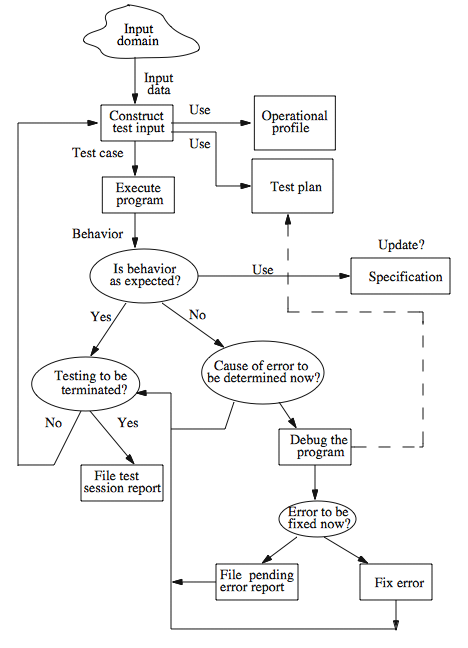 Input
domain
Input
data
Construct
test input
Use
Operational
profile
Use
Test case
Test plan
Execute
program
Behavior
Update?
Is behavior
as expected?
Use
Specification
Yes
No
Cause of error to
be determined now?
Testing to be
terminated?
No
Yes
Debug the
program
File test
session report
Error to be
fixed now?
File pending
error report
Fix error